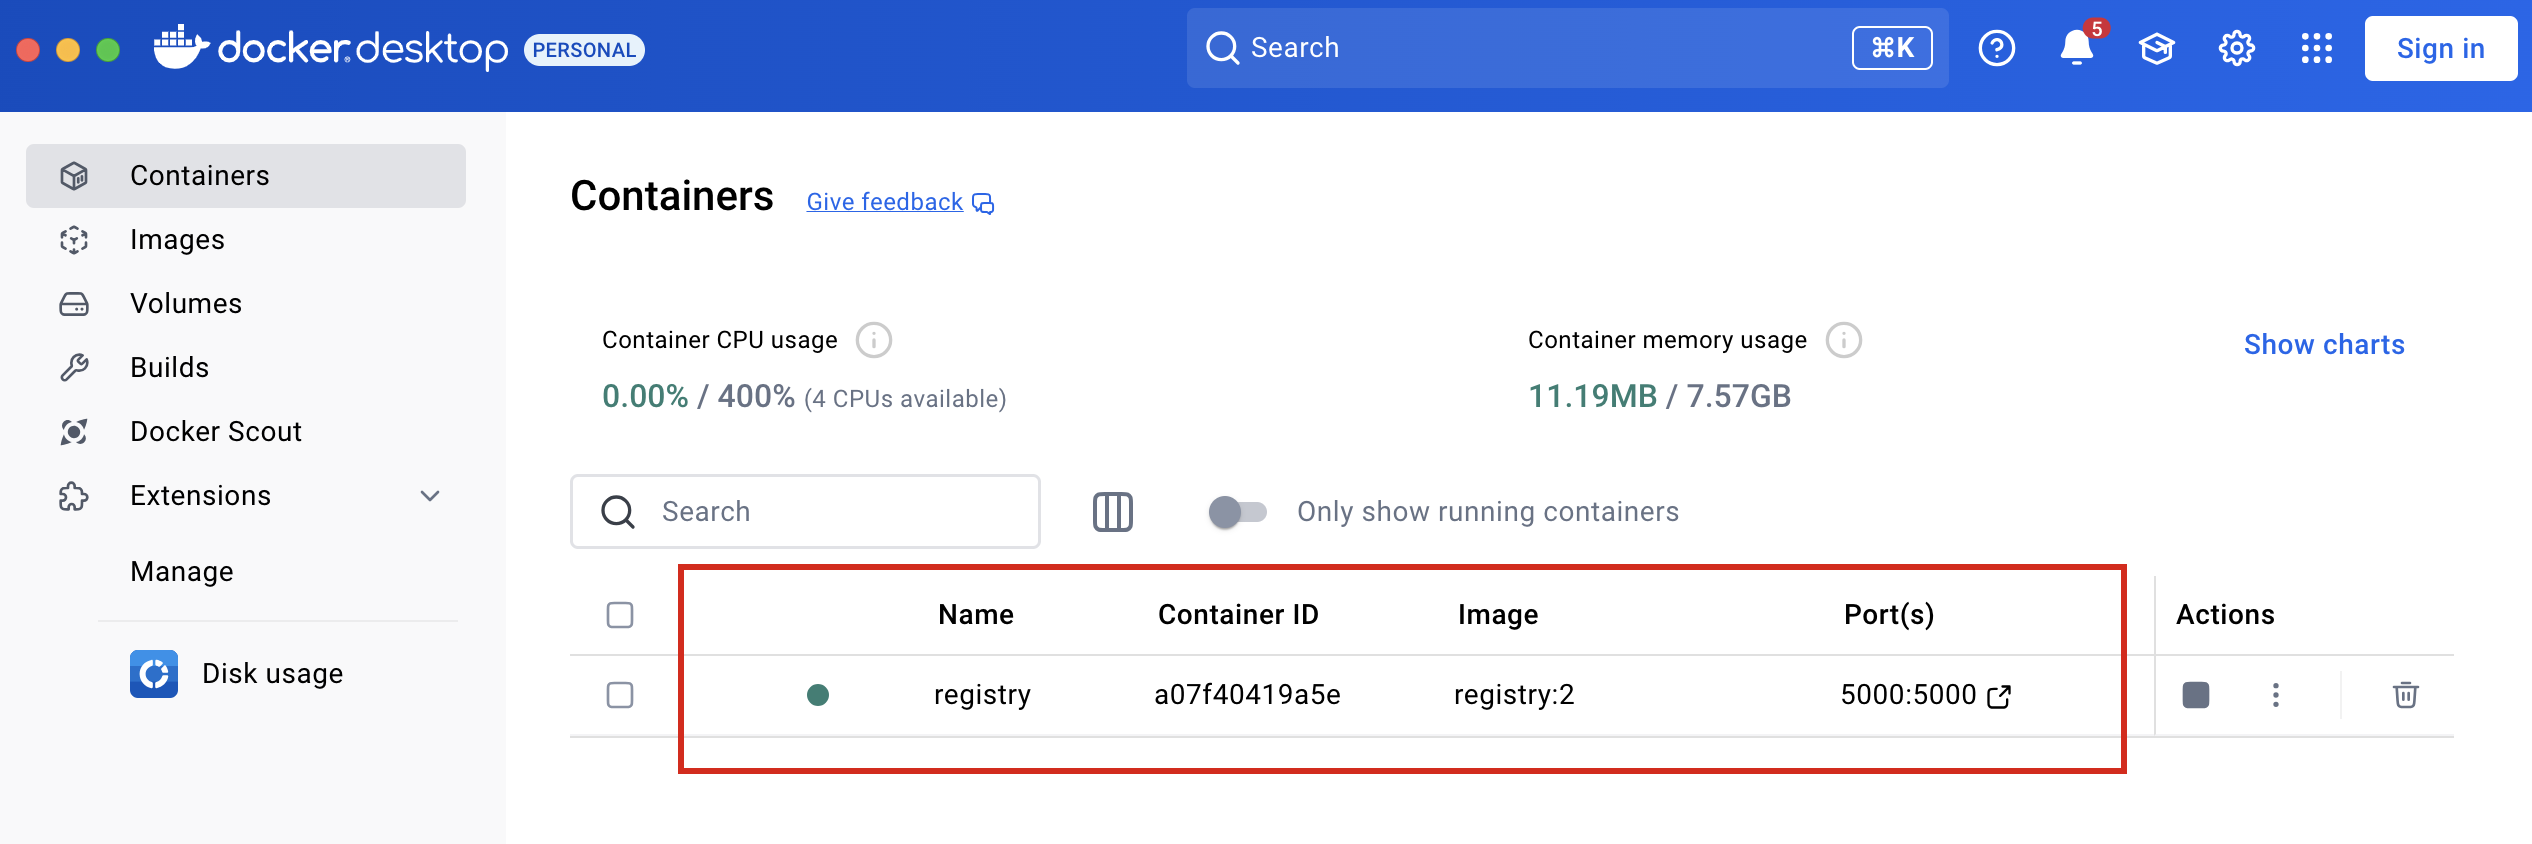 docker.desktop PERSONAL Search ⌘K 5 Sign in
Containers
Images
Volumes
Builds
Docker Scout
Extensions
Manage
Disk usage
Containers Give feedback
Container CPU usage
0.00% / 400% (4 CPUs available)
Container memory usage
11.19MB / 7.57GB
Show charts
Search Only show running containers
Name Container ID Image Port(s) Actions
registry a07f40419a5e registry:2 5000:5000